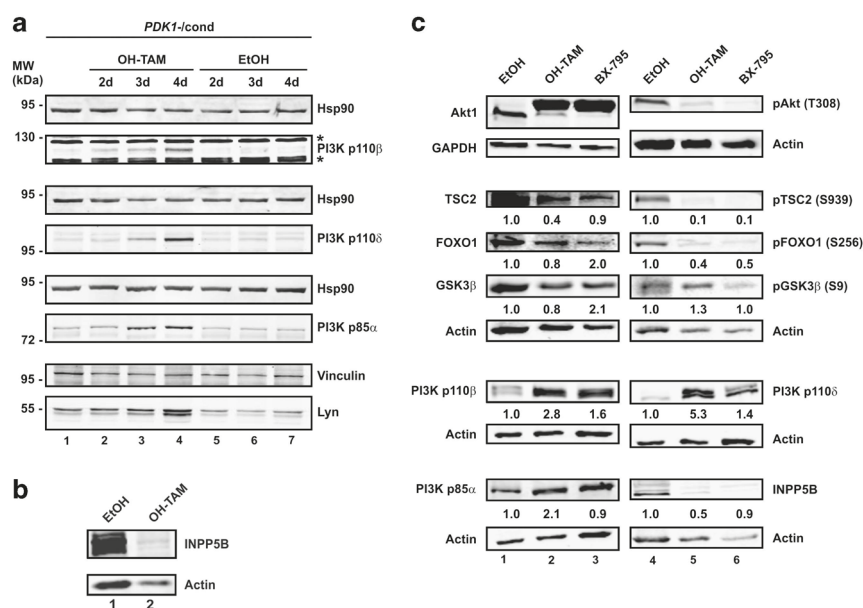 a
PDK1-/cond
MW
(kDa)
OH-TAM
EtOH
2d 3d 4d 2d 3d 4d
95 - Hsp90
130 - * PI3K p110β
*
95 - Hsp90
95 - PI3K p110δ
95 - Hsp90
72 - PI3K p85α
95 - Vinculin
55 - Lyn
1 2 3 4 5 6 7
b
EtOH OH-TAM
INPP5B
Actin
1 2
c
EtOH OH-TAM BX-795 EtOH OH-TAM BX-795
Akt1 pAkt (T308)
GAPDH Actin
TSC2 pTSC2 (S939)
1.0 0.4 0.9 1.0 0.1 0.1
FOXO1 pFOXO1 (S256)
1.0 0.8 2.0 1.0 0.4 0.5
GSK3β pGSK3β (S9)
1.0 0.8 2.1 1.0 1.3 1.0
Actin Actin
PI3K p110β PI3K p110δ
1.0 2.8 1.6 1.0 5.3 1.4
Actin Actin
PI3K p85α INPP5B
1.0 2.1 0.9 1.0 0.5 0.9
Actin Actin
1 2 3 4 5 6